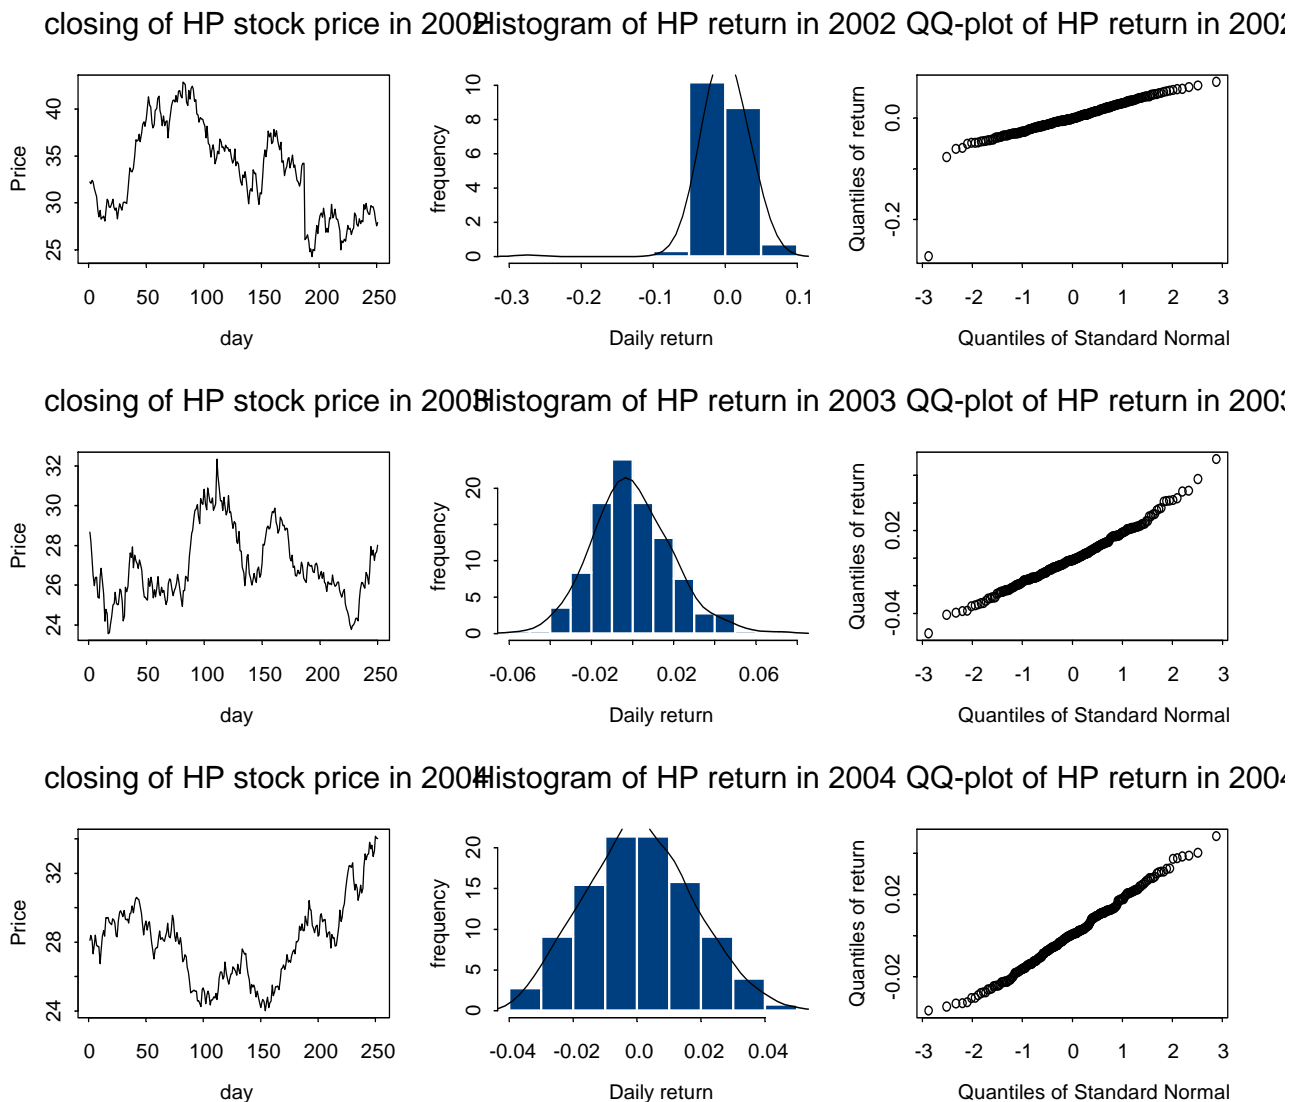 closing of HP stock price in 2002
Histogram of HP return in 2002
QQ-plot of HP return in 2002
Price
25 30 35 40
0 50 100 150 200 250
day
frequency
0 2 4 6 8 10
-0.3 -0.2 -0.1 0.0 0.1
Daily return
Quantiles of return
-0.2 0.0
-3 -2 -1 0 1 2 3
Quantiles of Standard Normal
closing of HP stock price in 2003
Histogram of HP return in 2003
QQ-plot of HP return in 2003
Price
24 26 28 30 32
0 50 100 150 200 250
day
frequency
0 5 10 20
-0.06 -0.02 0.02 0.06
Daily return
Quantiles of return
-0.04 0.02
-3 -2 -1 0 1 2 3
Quantiles of Standard Normal
closing of HP stock price in 2004
Histogram of HP return in 2004
QQ-plot of HP return in 2004
Price
24 28 32
0 50 100 150 200 250
day
frequency
0 5 10 15 20
-0.04 -0.02 0.0 0.02 0.04
Daily return
Quantiles of return
-0.02 0.02
-3 -2 -1 0 1 2 3
Quantiles of Standard Normal